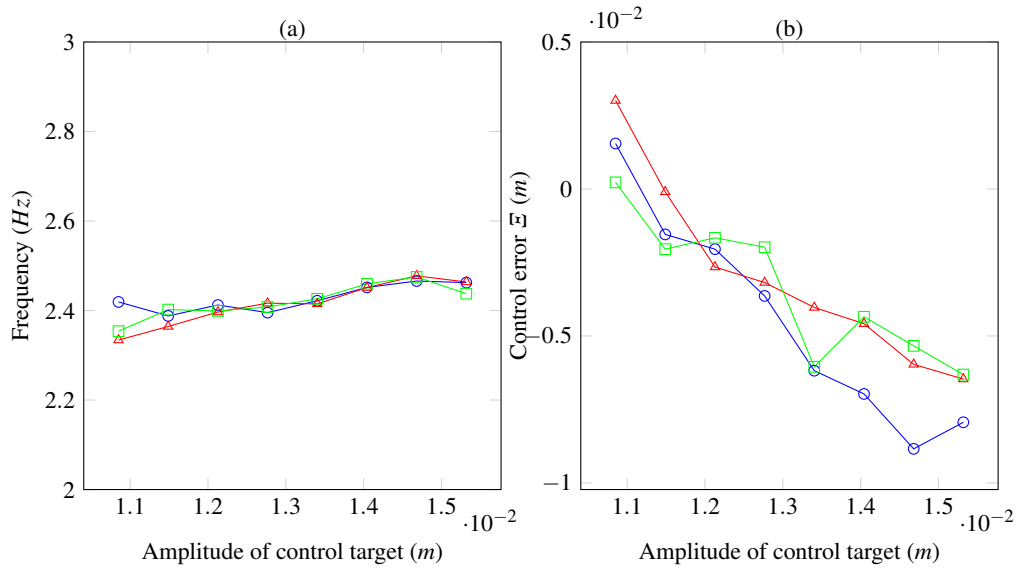 (a)
3
2.8
2.6
2.4
2.2
2
Frequency (Hz)
1.1 1.2 1.3 1.4 1.5
·10⁻²
Amplitude of control target (m)
·10⁻²
(b)
0.5
0
−0.5
−1
Control error Ξ (m)
1.1 1.2 1.3 1.4 1.5
·10⁻²
Amplitude of control target (m)